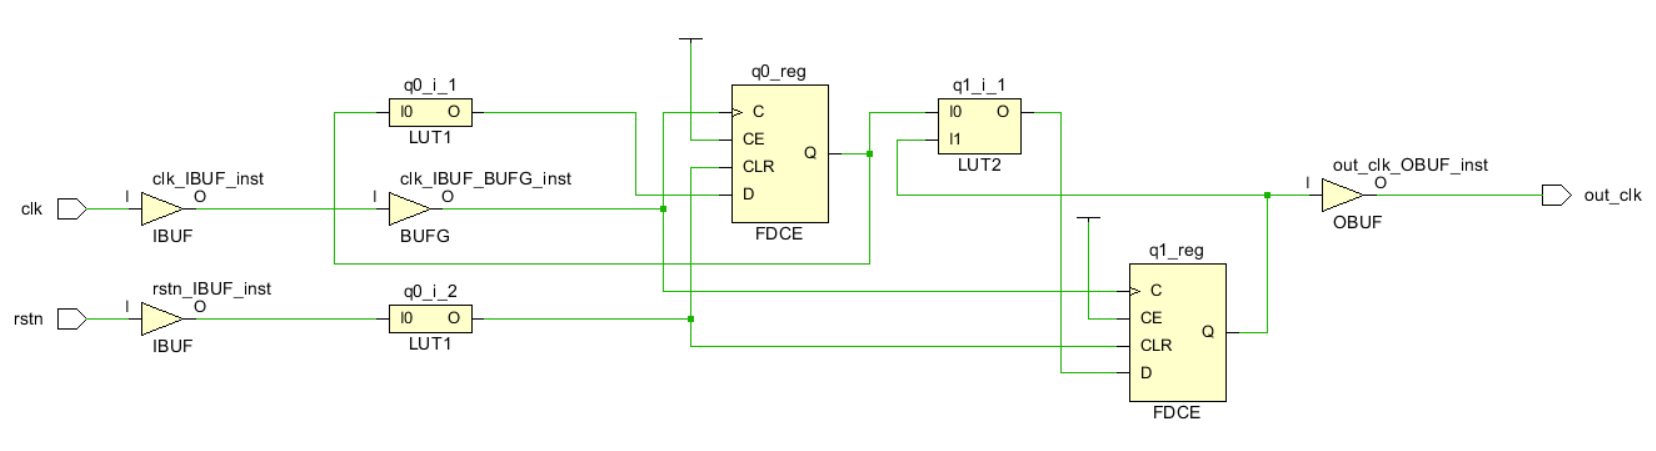 q0_reg
q0_i_1
I0 O
LUT1
C
CE
CLR
D
Q
FDCE
q1_i_1
I0 O
I1
LUT2
clk
I
clk_IBUF_inst
O
IBUF
I
clk_IBUF_BUFG_inst
O
BUFG
rstn
I
rstn_IBUF_inst
O
IBUF
q0_i_2
I0 O
LUT1
q1_reg
C
CE
CLR
D
Q
FDCE
I
out_clk_OBUF_inst
O
OBUF
out_clk